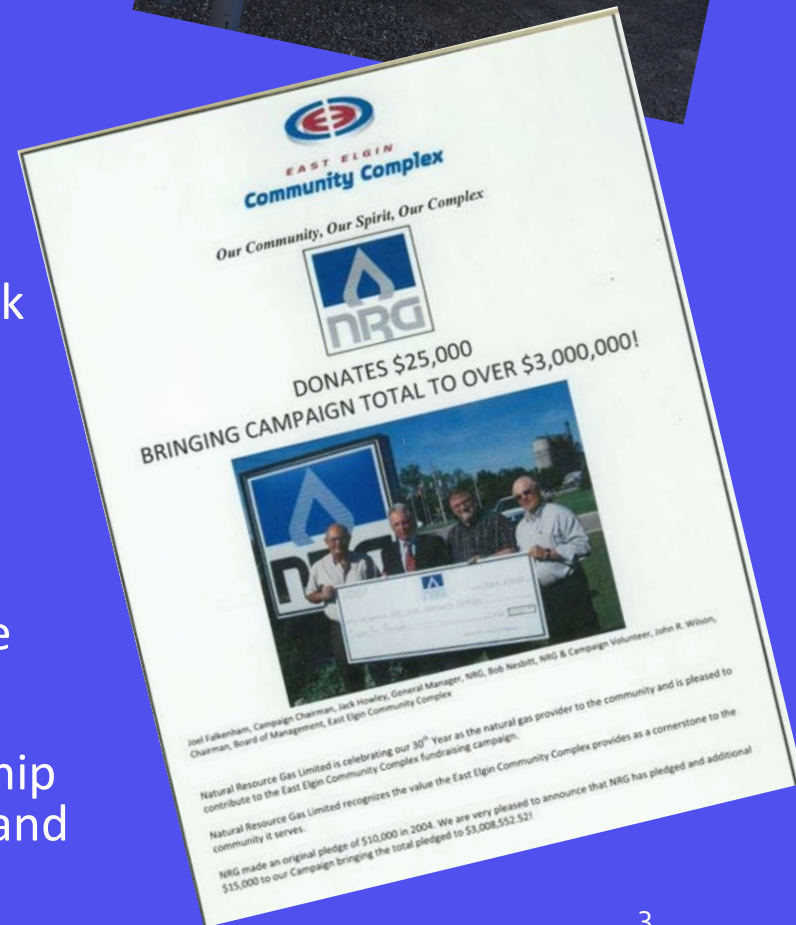 EAST ELGIN
Community Complex
Our Community, Our Spirit, Our Complex
NRG
DONATES $25,000
BRINGING CAMPAIGN TOTAL TO OVER $3,000,000!
NRG
Joel Falkenham, Campaign Chairman, Jack Howley, General Manager, NRG, Bob Nesbitt, NRG & Campaign Volunteer, John R. Wilson,
Chairman, Board of Management, East Elgin Community Complex
Natural Resource Gas Limited is celebrating our 30th Year as the natural gas provider to the community and is pleased to
contribute to the East Elgin Community Complex fundraising campaign.
Natural Resource Gas Limited recognizes the value the East Elgin Community Complex provides as a cornerstone to the
community it serves.
NRG made an original pledge of $10,000 in 2004. We are very pleased to announce that NRG has pledged and additional
$15,000 to our Campaign bringing the total pledged to $3,008,552.52!
k
e
hip
and
3